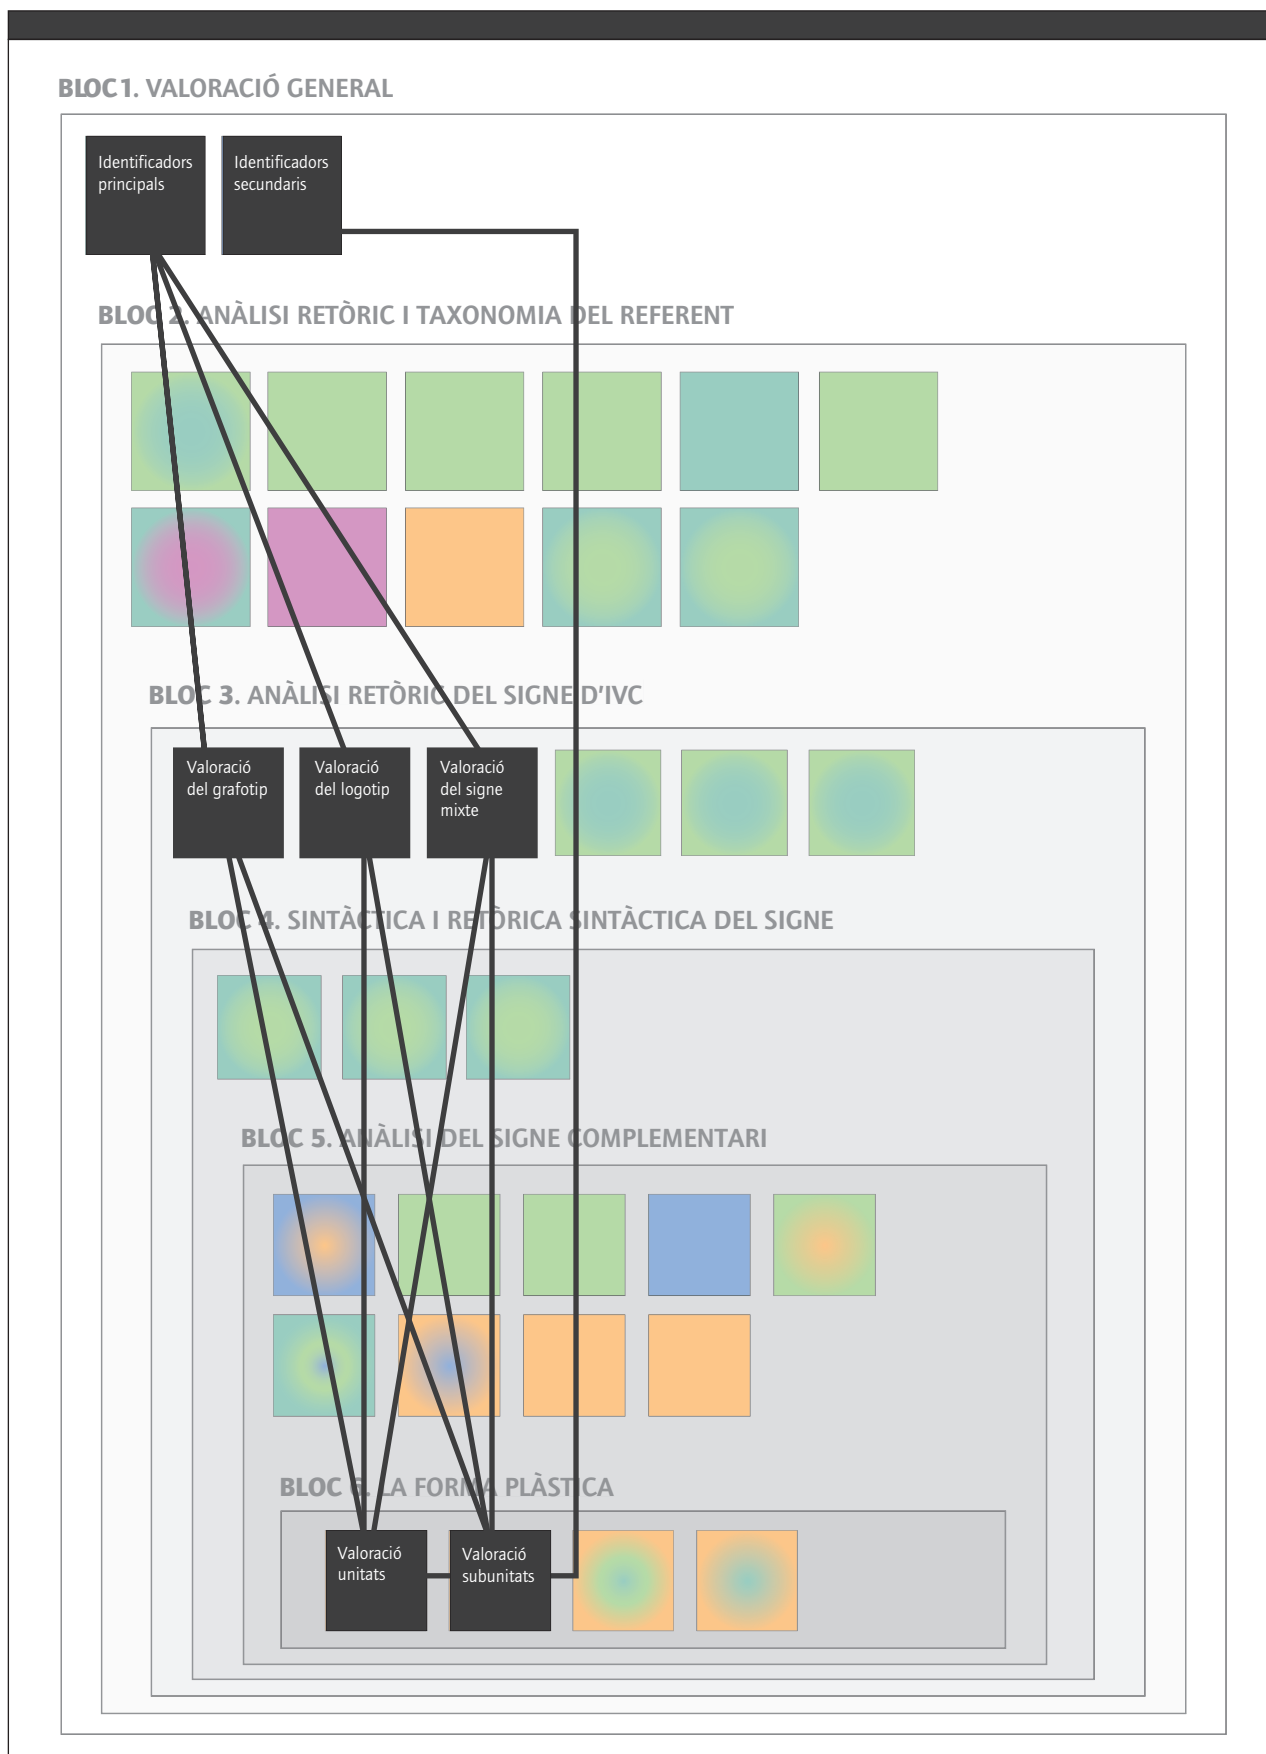 BLOC 1. VALORACIÓ GENERAL
Identificadors
principals
Identificadors
secundaris
BLOC 2. ANÀLISI RETÒRIC I TAXONOMIA DEL REFERENT
BLOC 3. ANÀLISI RETÒRIC DEL SIGNE D'IVC
Valoració
del grafotip
Valoració
del logotip
Valoració
del signe
mixte
BLOC 4. SINTÀCTICA I RETÒRICA SINTÀCTICA DEL SIGNE
BLOC 5. ANÀLISI DEL SIGNE COMPLEMENTARI
BLOC 6. LA FORMA PLÀSTICA
Valoració
unitats
Valoració
subunitats